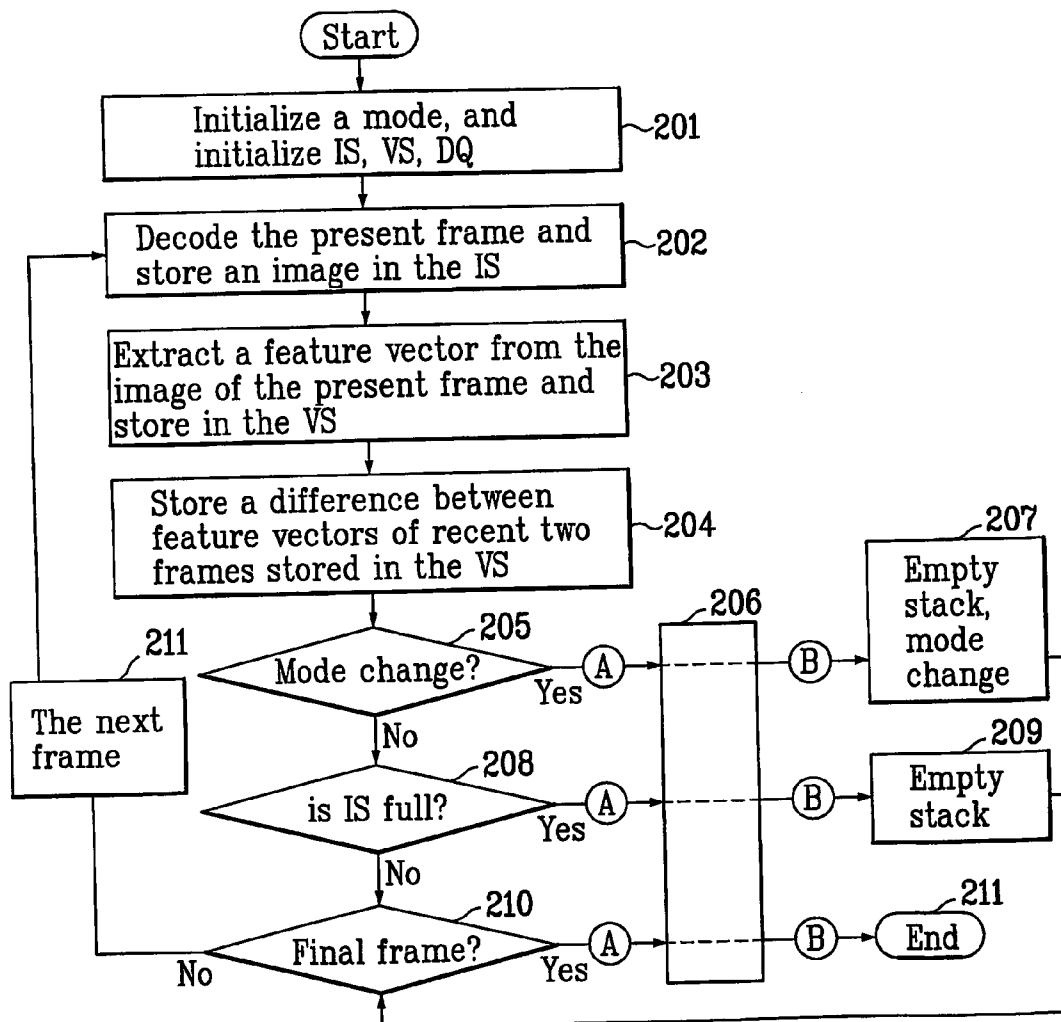 Start
Initialize a mode, and
initialize IS, VS, DQ
201
Decode the present frame and
store an image in the IS
202
Extract a feature vector from the
image of the present frame and
store in the VS
203
Store a difference between
feature vectors of recent two
frames stored in the VS
204
Mode change?
205
Yes
A
206
B
207
Empty
stack,
mode
change
No
211
The next
frame
is IS full?
208
Yes
A
B
209
Empty
stack
No
Final frame?
210
No
Yes
A
B
211
End